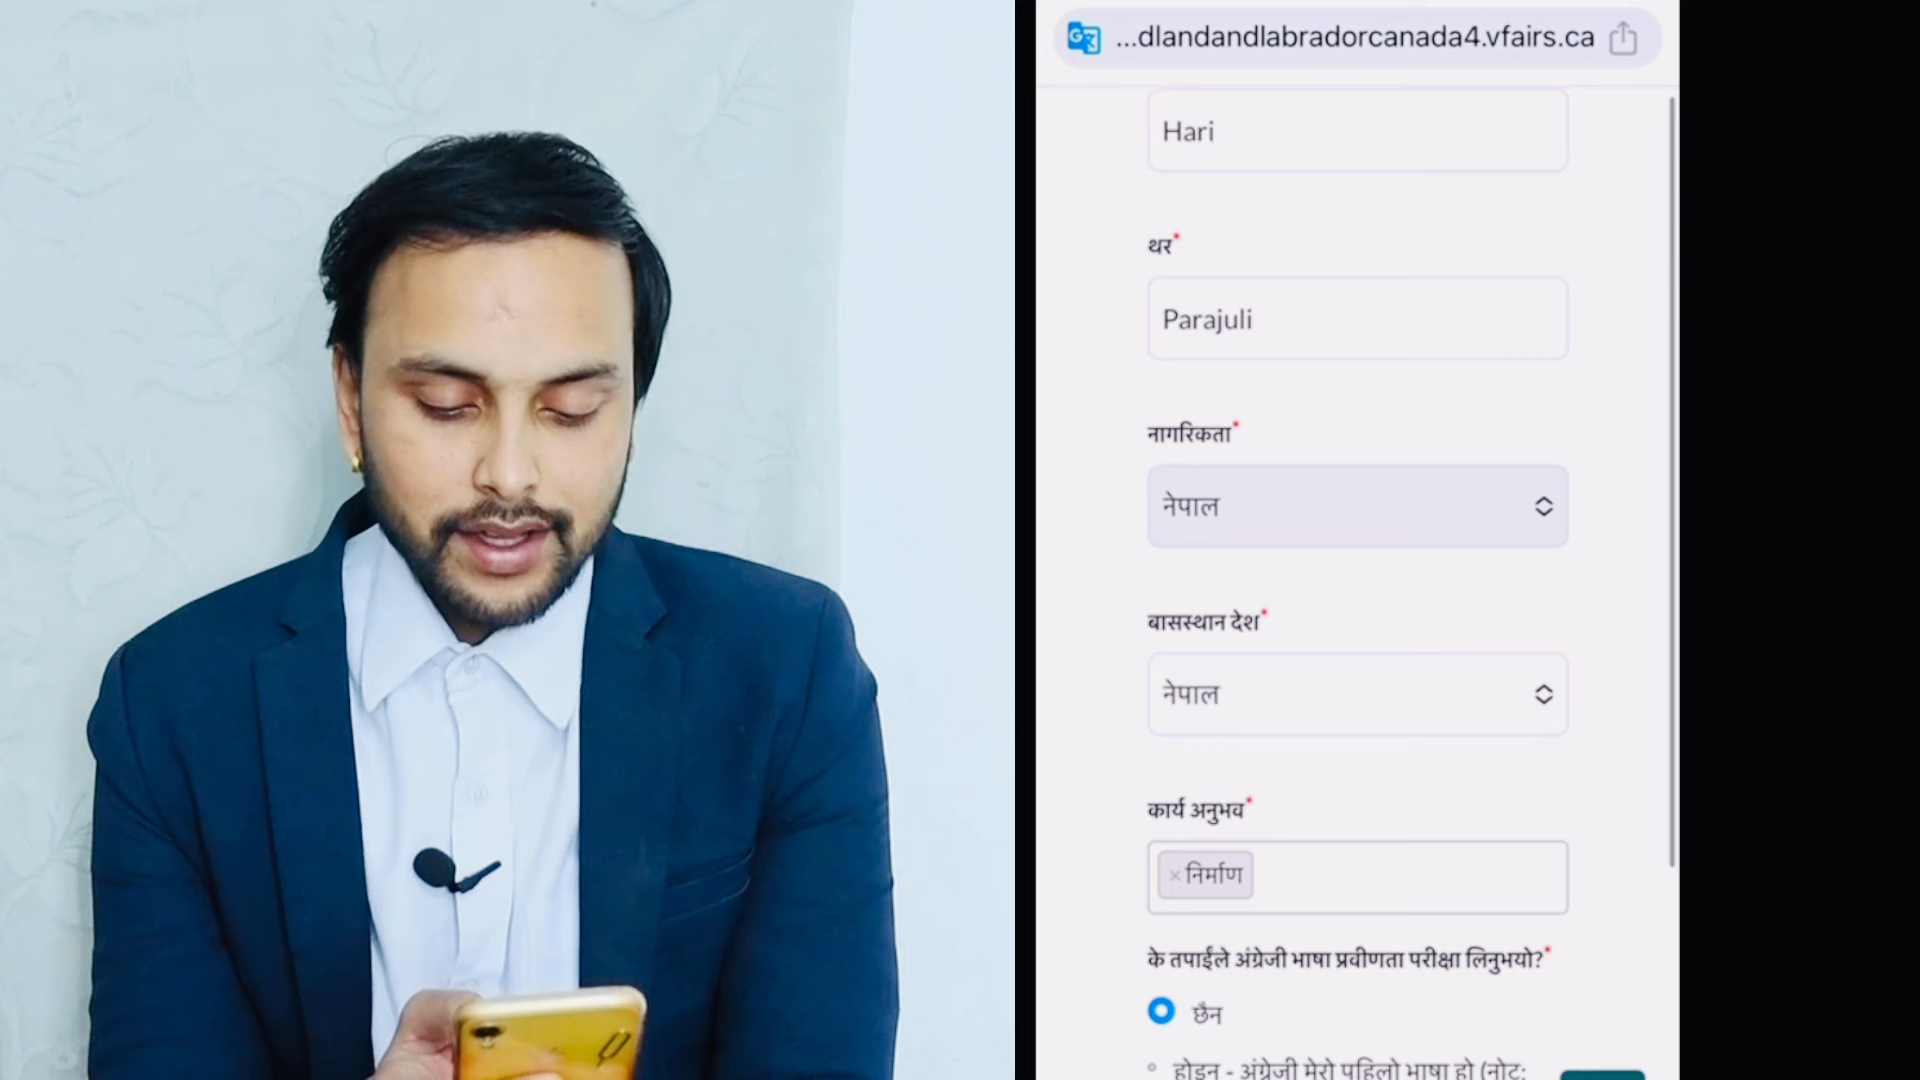 ...dlandandlabradorcanada4.vfairs.ca
Hari
थर*
Parajuli
नागरिकता*
नेपाल
बासस्थान देश*
नेपाल
कार्य अनुभव*
×निर्माण
के तपाईंले अंग्रेजी भाषा प्रवीणता परीक्षा लिनुभयो?*
छैन
होइन - अंग्रेजी मेरो पहिलो भाषा हो (नोट: